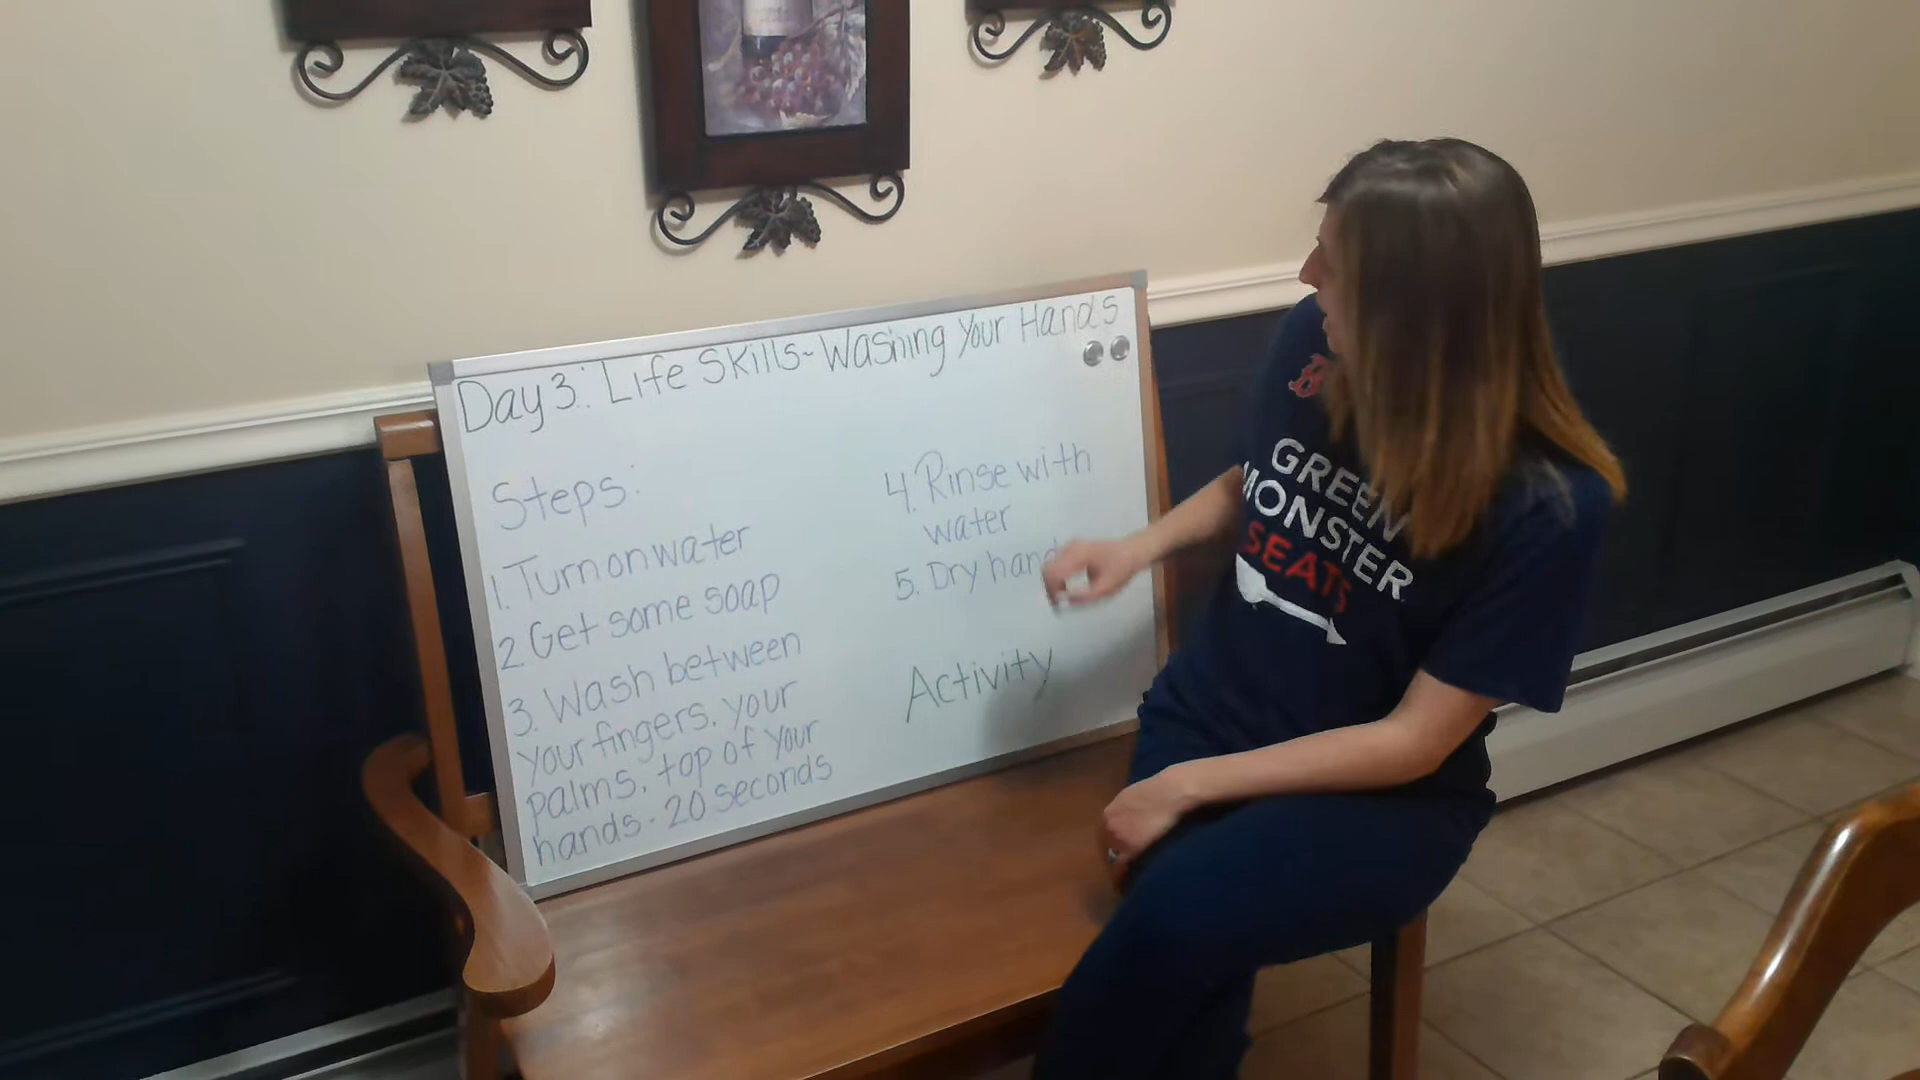 Day 3: Life Skills- Washing Your Hands
Steps:
1. Turn on water
2. Get some soap
3. Wash between
your fingers, your
palms, top of your
hands. 20 seconds
4. Rinse with
water
5. Dry hand
Activity
B
GREEN
MONSTER
SEATS